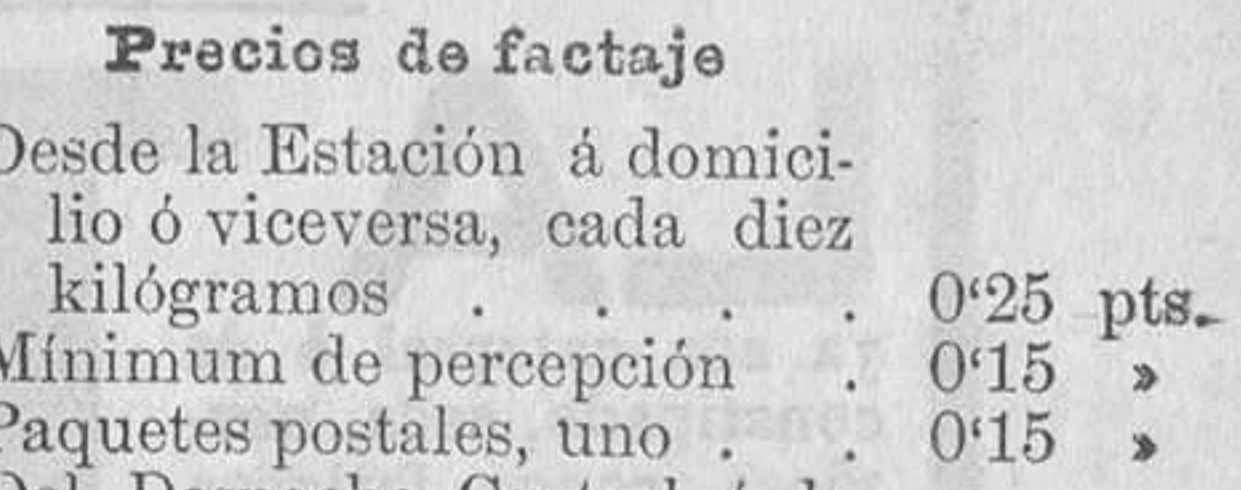 Precios de factaje
Desde la Estación á domici-
lio ó viceversa, cada diez
kilógramos . . . . 0‘25 pts.
Mínimum de percepción . 0‘15 »
Paquetes postales, uno . . 0‘15 »